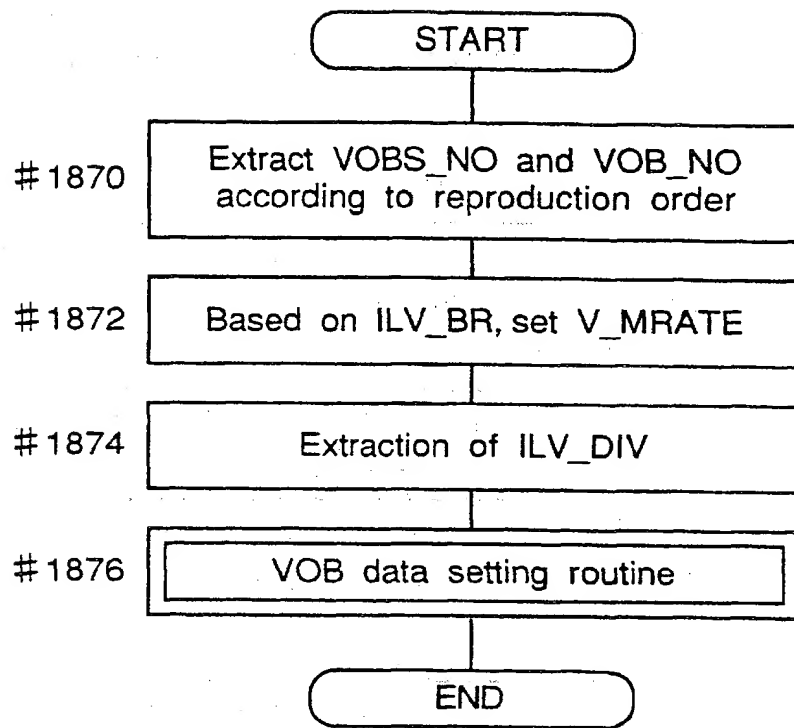 START
#1870
Extract VOBS_NO and VOB_NO
according to reproduction order
#1872
Based on ILV_BR, set V_MRATE
#1874
Extraction of ILV_DIV
#1876
VOB data setting routine
END